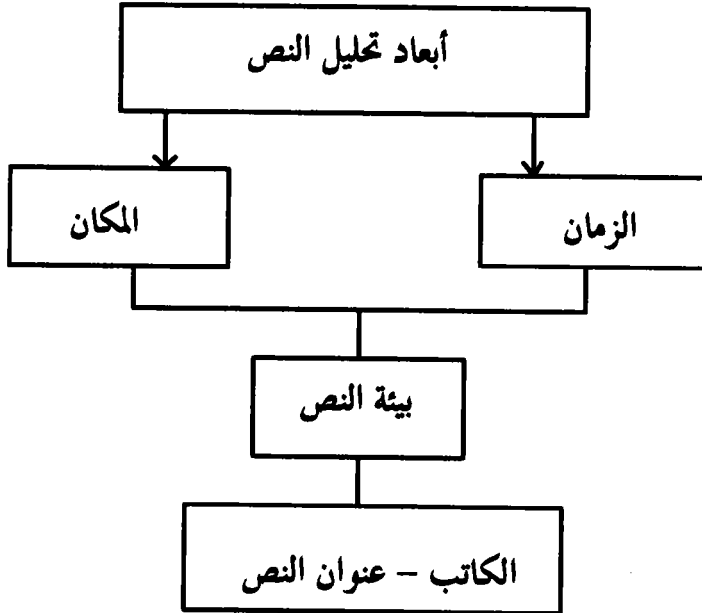 أبعاد تحليل النص
الزمان
المكان
بيئة النص
الكاتب – عنوان النص